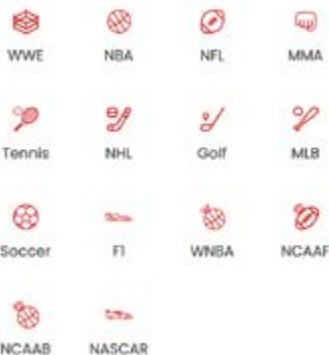 WWE NBA NFL MMA
Tennis NHL Golf MLB
Soccer F1 WNBA NCAAF
NCAAB NASCAR